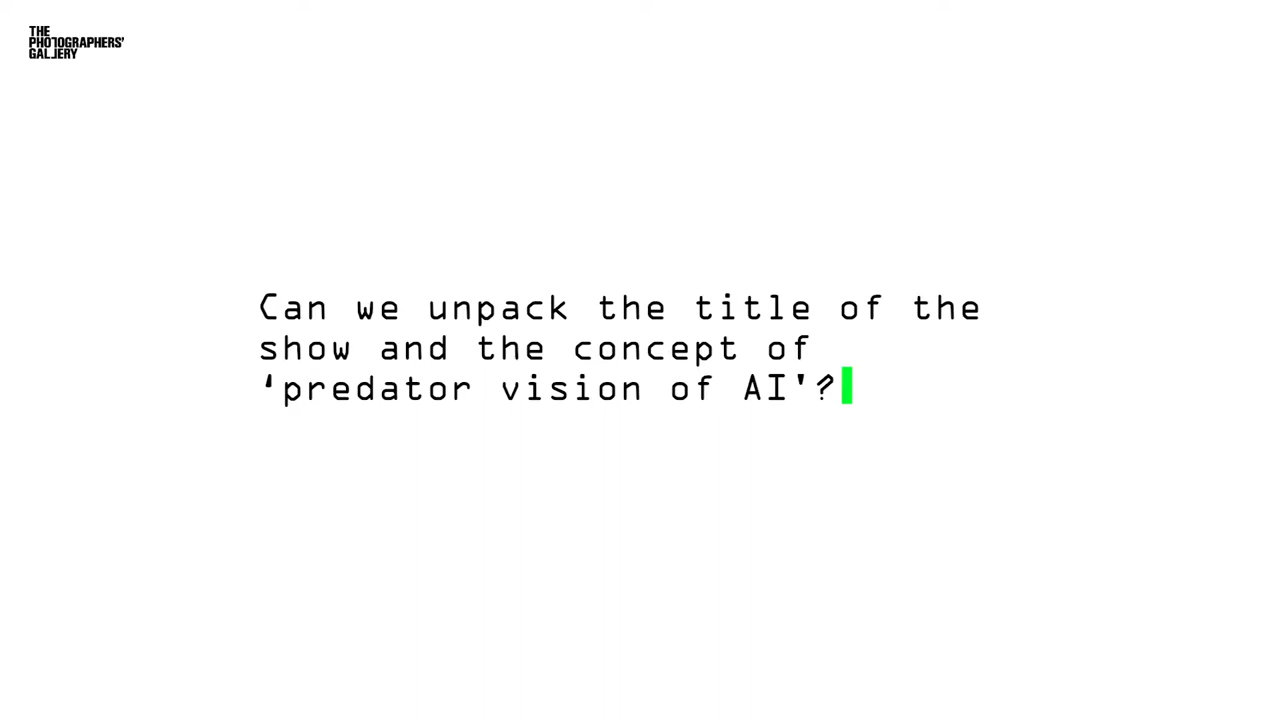 THE
PHOTOGRAPHERS'
GALLERY
Can we unpack the title of the
show and the concept of
‘predator vision of AI'?